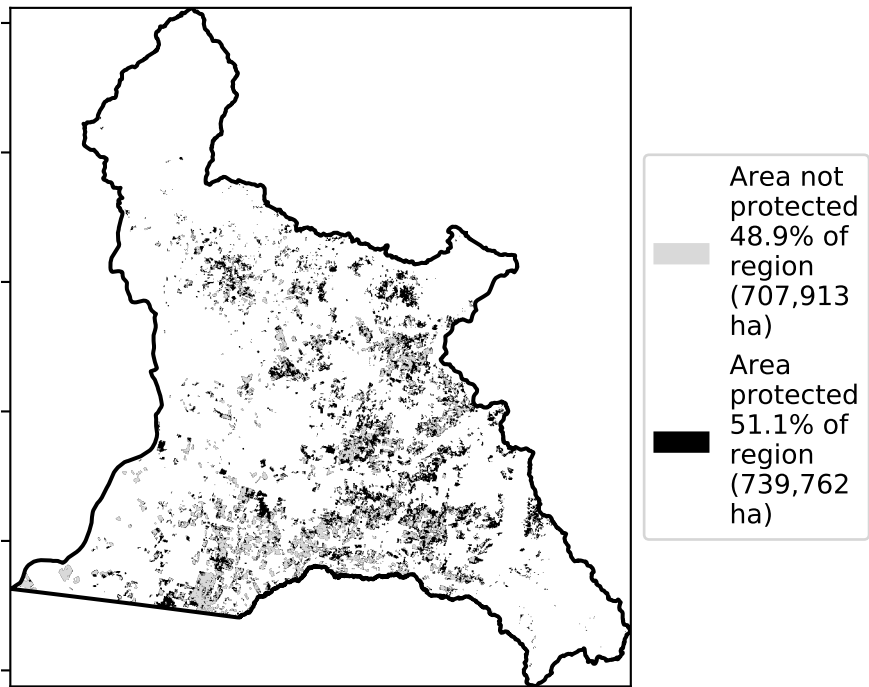 Area not
protected
48.9% of
region
(707,913
ha)
Area
protected
51.1% of
region
(739,762
ha)